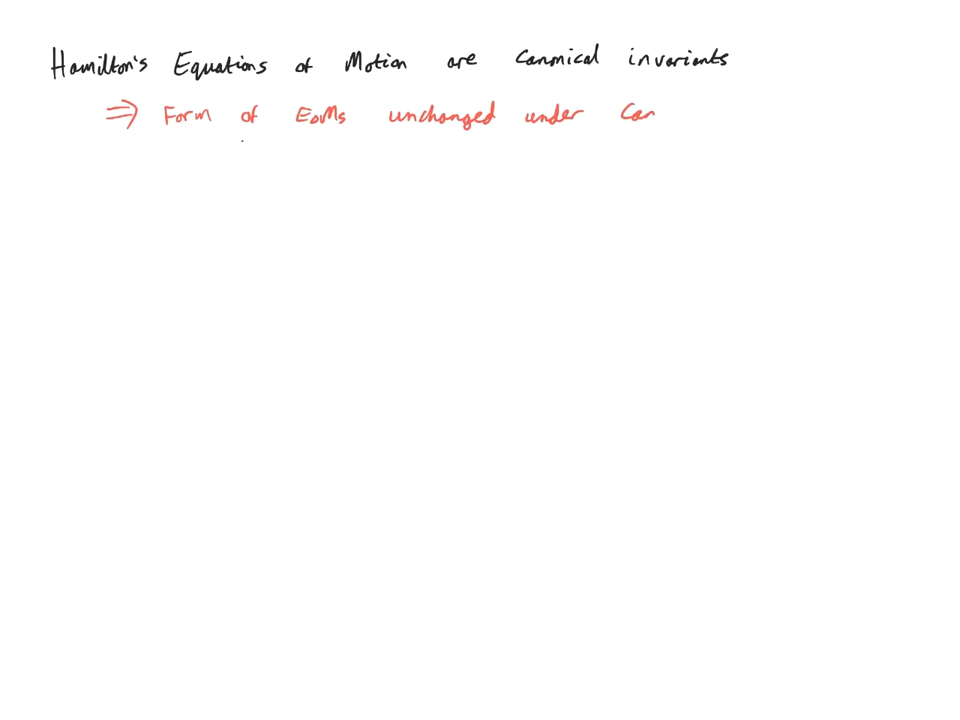 Hamilton's Equations of Motion are Canonical invariants
⇒ Form of EoMs unchanged under Can